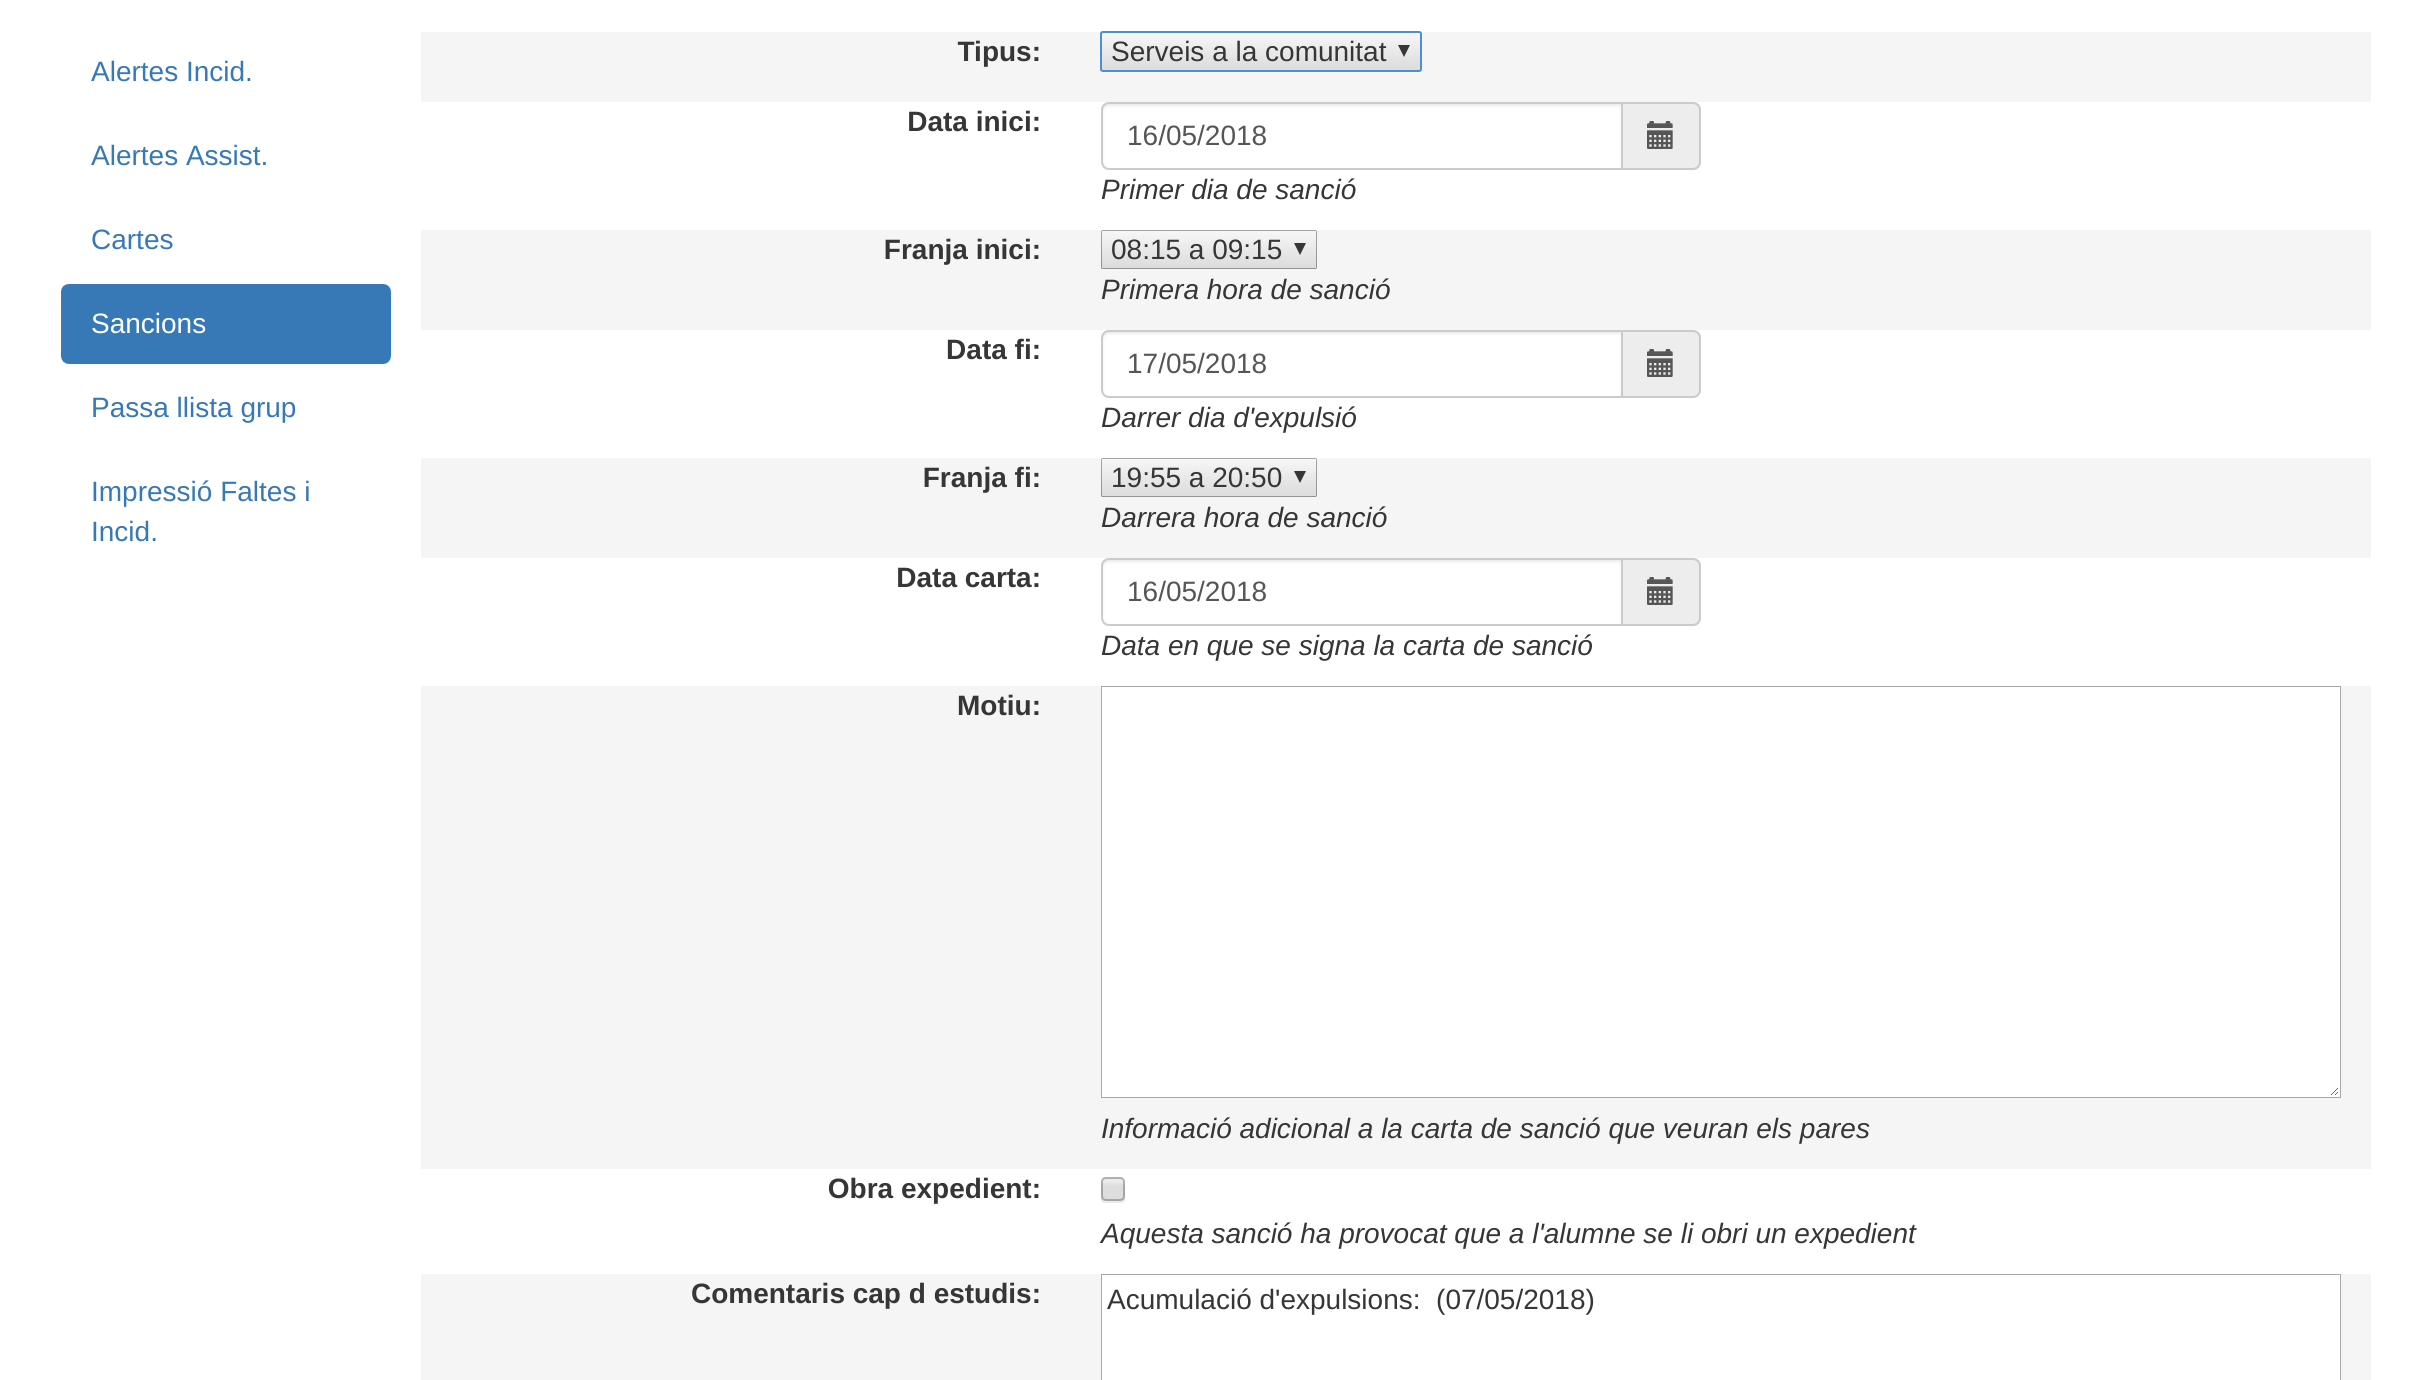 Alertes Incid.
Alertes Assist.
Cartes
Sancions
Passa llista grup
Impressió Faltes i
Incid.
Tipus: Serveis a la comunitat
Data inici: 16/05/2018
Primer dia de sanció
Franja inici: 08:15 a 09:15
Primera hora de sanció
Data fi: 17/05/2018
Darrer dia d'expulsió
Franja fi: 19:55 a 20:50
Darrera hora de sanció
Data carta: 16/05/2018
Data en que se signa la carta de sanció
Motiu:
Informació adicional a la carta de sanció que veuran els pares
Obra expedient:
Aquesta sanció ha provocat que a l'alumne se li obri un expedient
Comentaris cap d estudis: Acumulació d'expulsions:  (07/05/2018)